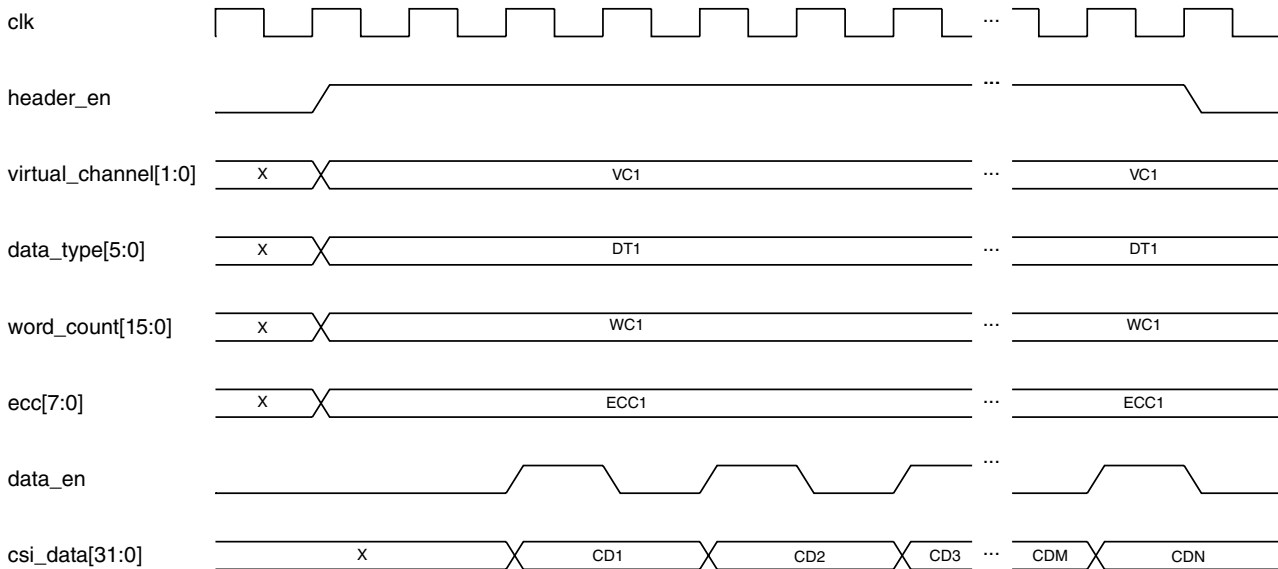 clk ...
header_en ...
virtual_channel[1:0] X VC1 ... VC1
data_type[5:0] X DT1 ... DT1
word_count[15:0] X WC1 ... WC1
ecc[7:0] X ECC1 ... ECC1
data_en ...
csi_data[31:0] X CD1 CD2 CD3 ... CDM CDN